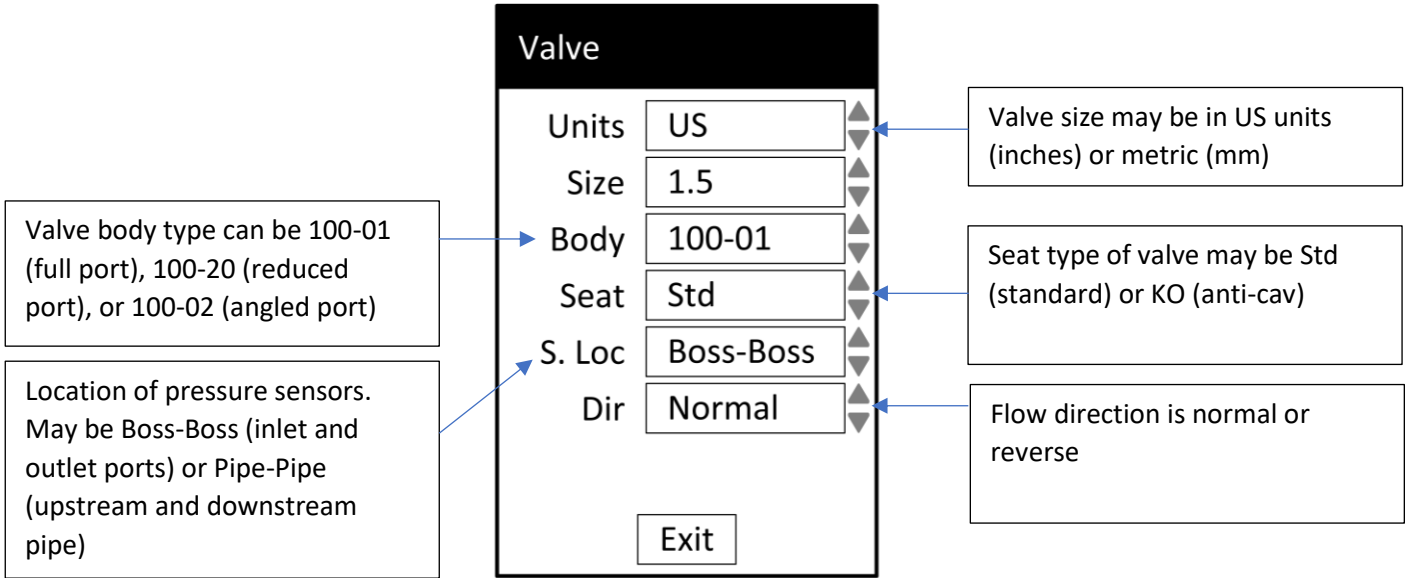 Valve
Units US
Size 1.5
Body 100-01
Seat Std
S. Loc Boss-Boss
Dir Normal
Exit
Valve body type can be 100-01
(full port), 100-20 (reduced
port), or 100-02 (angled port)
Location of pressure sensors.
May be Boss-Boss (inlet and
outlet ports) or Pipe-Pipe
(upstream and downstream
pipe)
Valve size may be in US units
(inches) or metric (mm)
Seat type of valve may be Std
(standard) or KO (anti-cav)
Flow direction is normal or
reverse